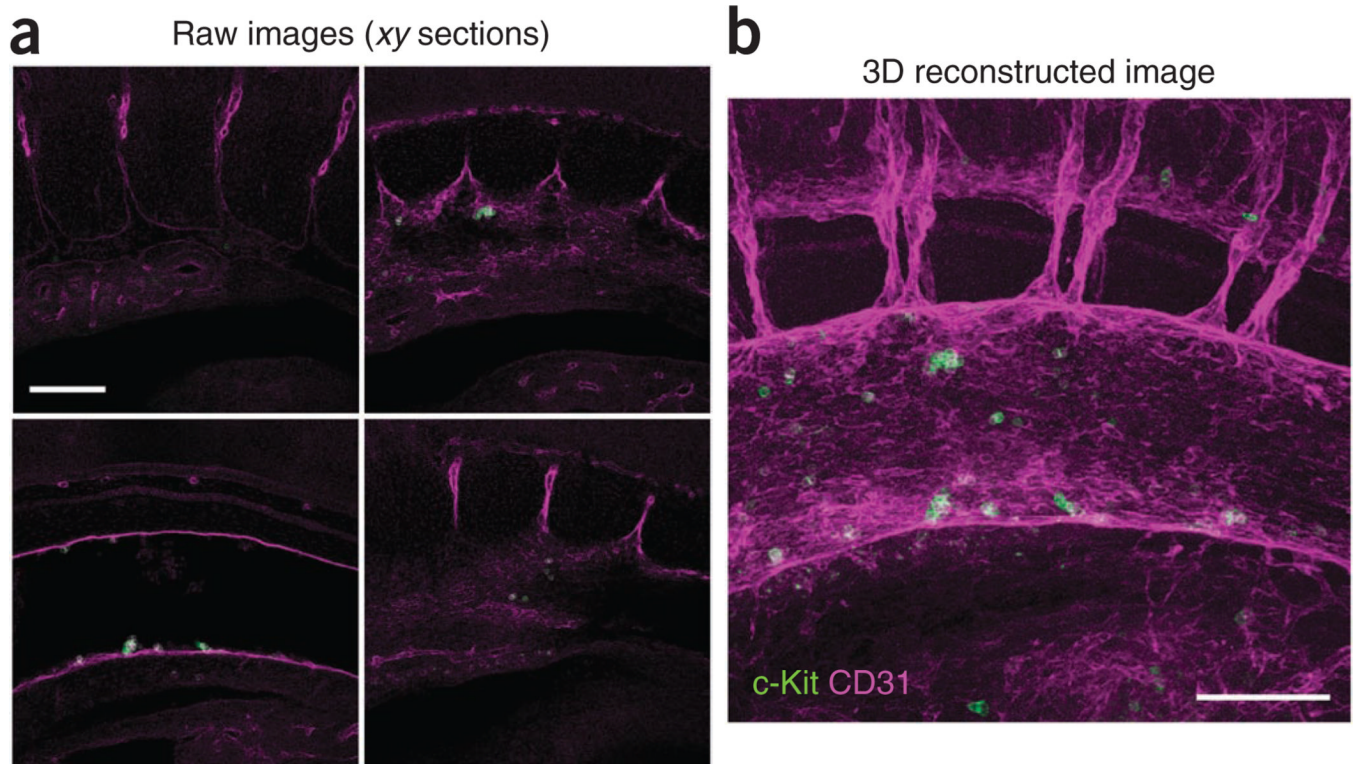 a
Raw images (xy sections)
b
3D reconstructed image
c-Kit CD31